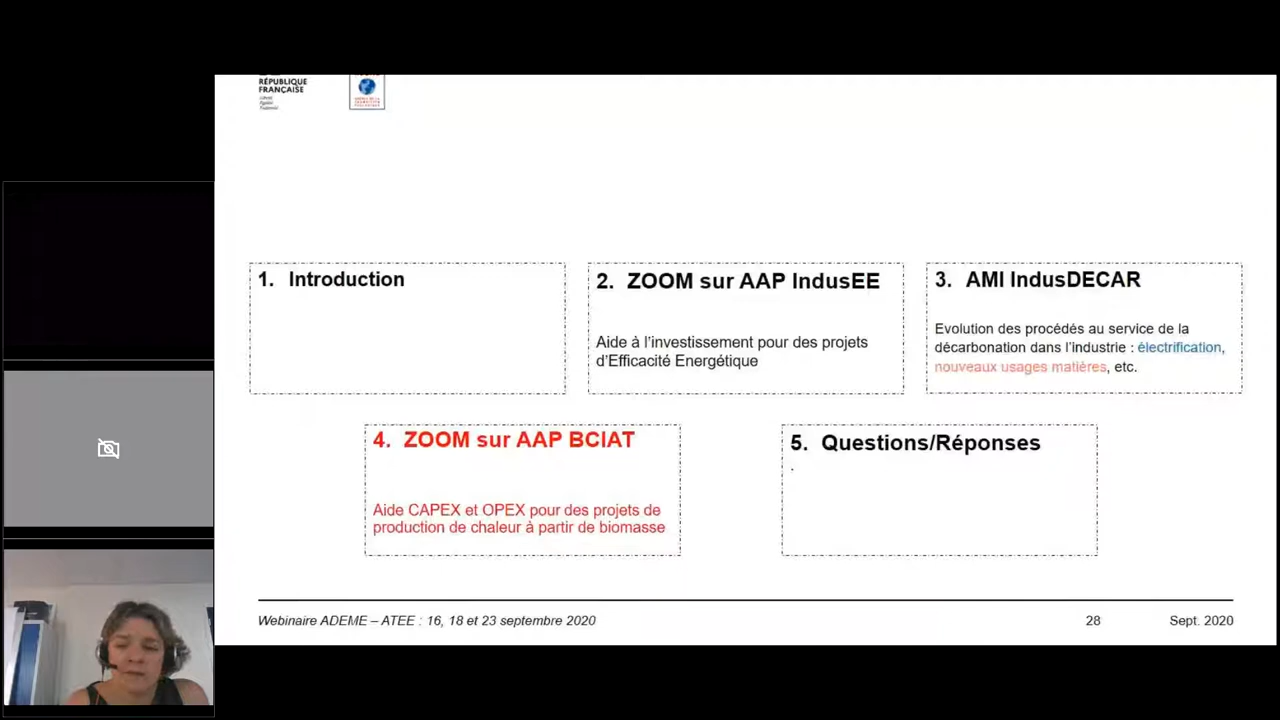 RÉPUBLIQUE
FRANÇAISE
1. Introduction
2. ZOOM sur AAP IndusEE
Aide à l’investissement pour des projets
d’Efficacité Energétique
3. AMI IndusDECAR
Evolution des procédés au service de la
décarbonation dans l’industrie : électrification,
nouveaux usages matières, etc.
4. ZOOM sur AAP BCIAT
Aide CAPEX et OPEX pour des projets de
production de chaleur à partir de biomasse
5. Questions/Réponses
.
Webinaire ADEME – ATEE : 16, 18 et 23 septembre 2020
28
Sept. 2020